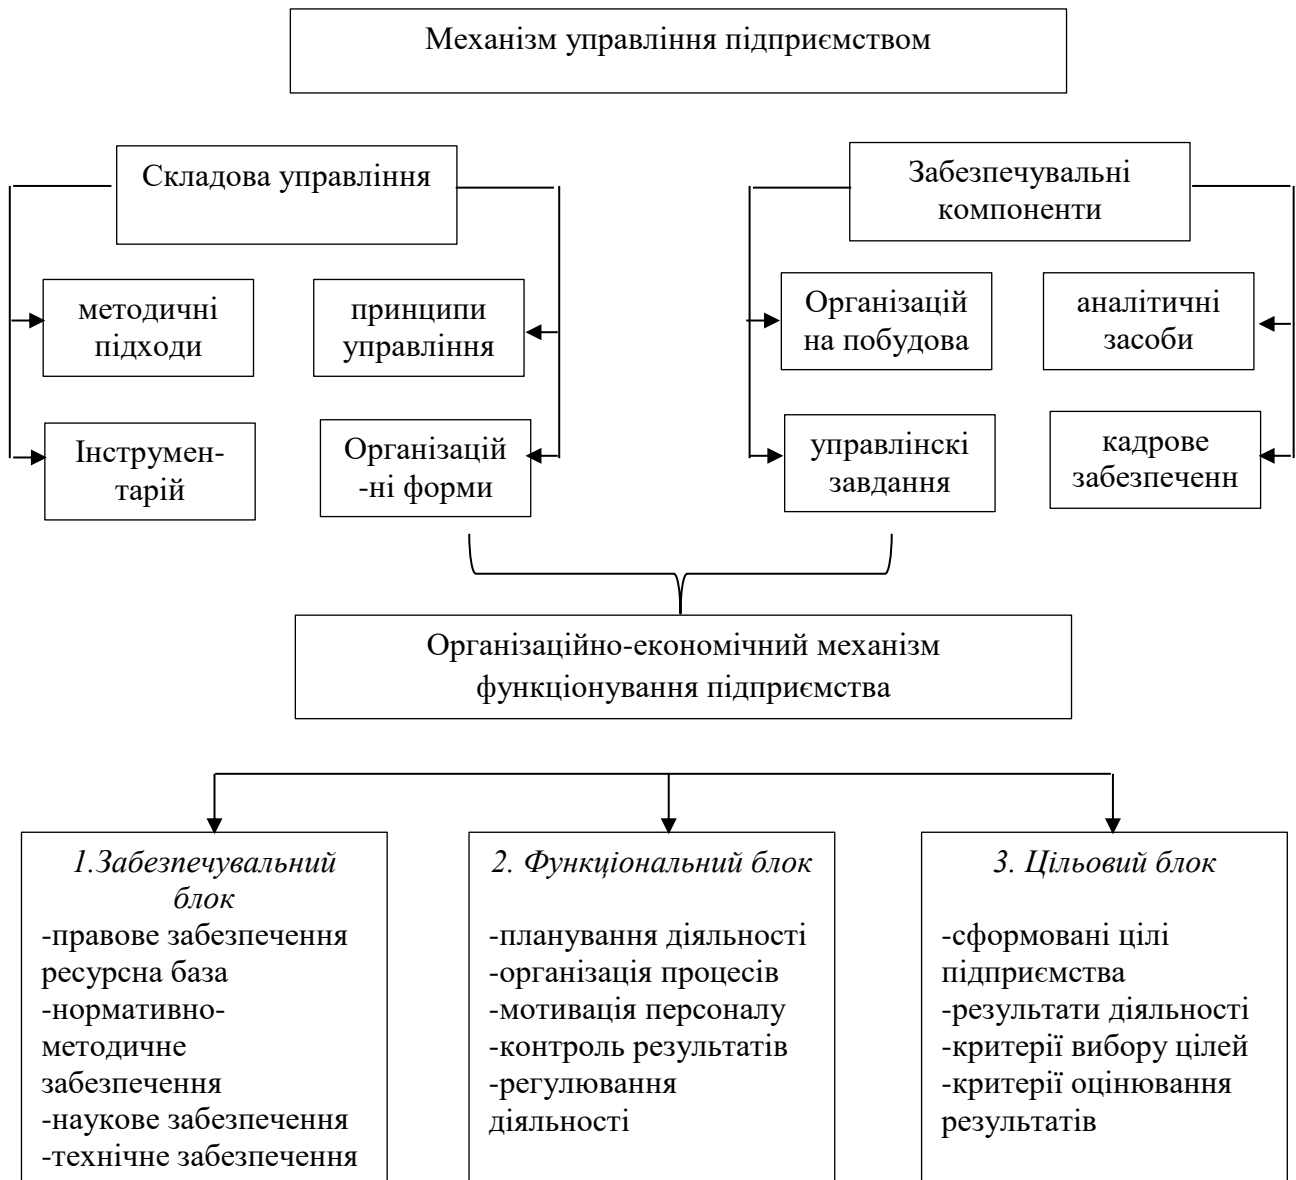 Механізм управління підприємством
Складова управління
Забезпечувальні
компоненти
методичні
підходи
принципи
управління
Організацій
на побудова
аналітичні
засоби
Інструмен-
тарій
Організацій
-ні форми
управлінскі
завдання
кадрове
забезпеченн
Організаційно-економічний механізм
функціонування підприємства
1.Забезпечувальний
блок
-правове забезпечення
ресурсна база
-нормативно-
методичне
забезпечення
-наукове забезпечення
-технічне забезпечення
2. Функціональний блок
-планування діяльності
-організація процесів
-мотивація персоналу
-контроль результатів
-регулювання
діяльності
3. Цільовий блок
-сформовані цілі
підприємства
-результати діяльності
-критерії вибору цілей
-критерії оцінювання
результатів